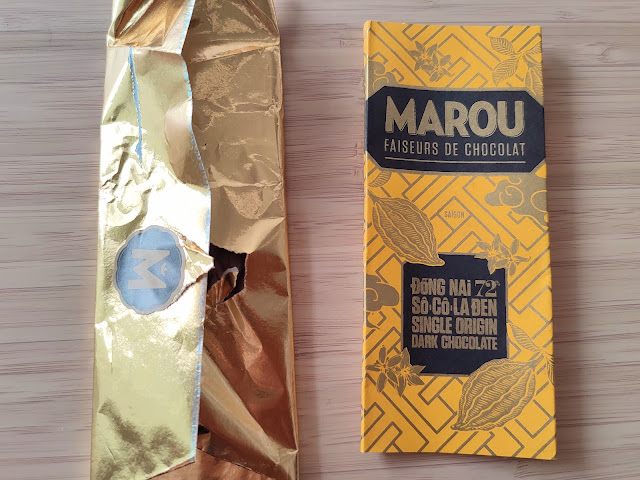 M
MAROU
FAISEURS DE CHOCOLAT
SAIGON
ĐỒNG NAI 72%
SÔ-CÔ-LA ĐEN
SINGLE ORIGIN
DARK CHOCOLATE